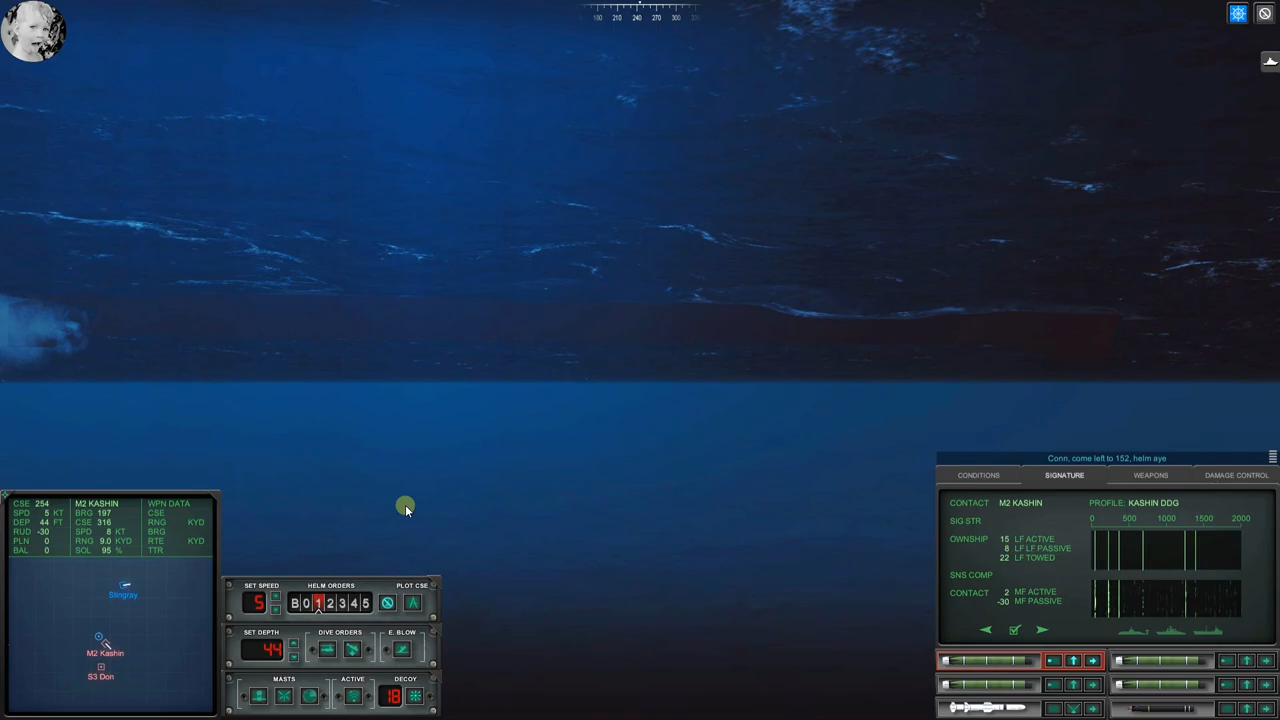 180 210 240 270 300
Conn, come left to 152, helm aye
CONDITIONS SIGNATURE WEAPONS DAMAGE CONTROL
CONTACT M2 KASHIN PROFILE: KASHIN DDG
SIG STR
0 500 1000 1500 2000
OWNSHIP 15 LF ACTIVE
8 LF LF PASSIVE
22 LF TOWED
SNS COMP
CONTACT 2 MF ACTIVE
-30 MF PASSIVE
CSE 254 M2 KASHIN WPN DATA
SPD 5 KT BRG 197 CSE
DEP 44 FT CSE 316 RNG KYD
RUD -30 SPD 8 KT BRG
PLN 0 RNG 9.0 KYD RTE KYD
BAL 0 SOL 95 % TTR
Stingray
M2 Kashin
S3 Don
SET SPEED HELM ORDERS PLOT CSE
5 B 0 1 2 3 4 5
SET DEPTH DIVE ORDERS E. BLOW
44
MASTS ACTIVE DECOY
18